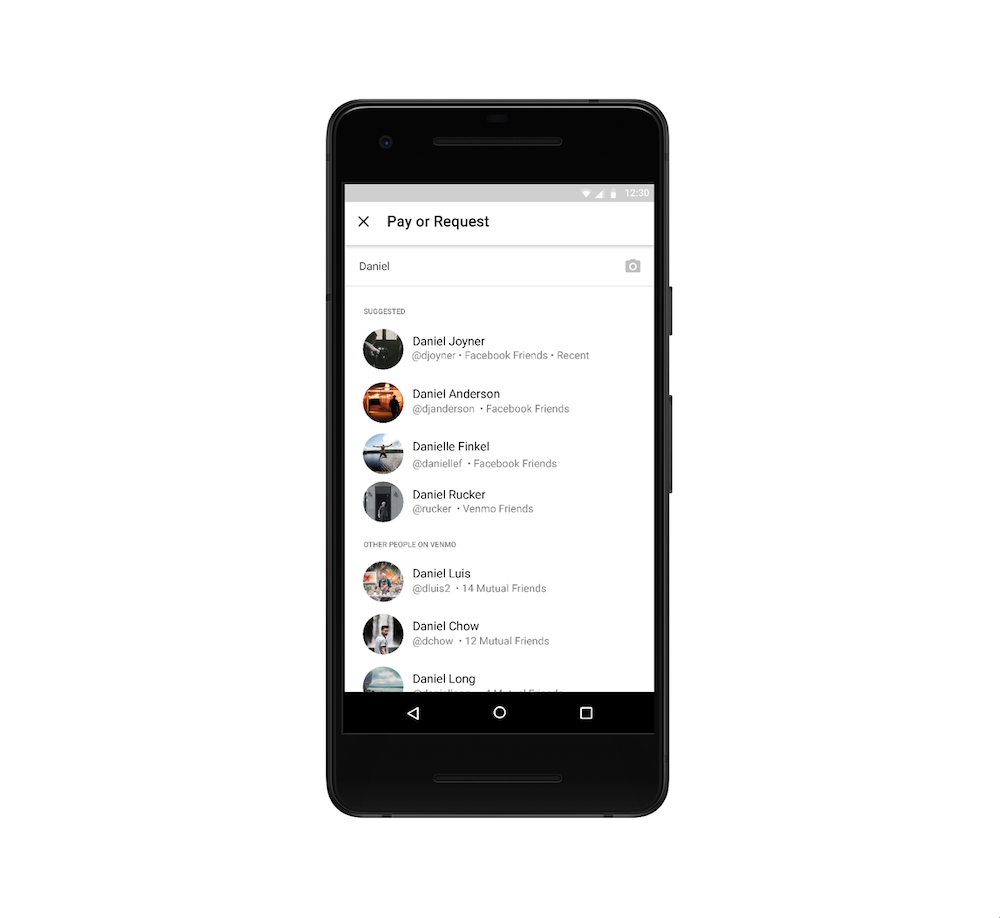 12:30
Pay or Request
Daniel
SUGGESTED
Daniel Joyner
@djoyner • Facebook Friends • Recent
Daniel Anderson
@djanderson • Facebook Friends
Danielle Finkel
@daniellef • Facebook Friends
Daniel Rucker
@rucker • Venmo Friends
OTHER PEOPLE ON VENMO
Daniel Luis
@dluis2 • 14 Mutual Friends
Daniel Chow
@dchow • 12 Mutual Friends
Daniel Long